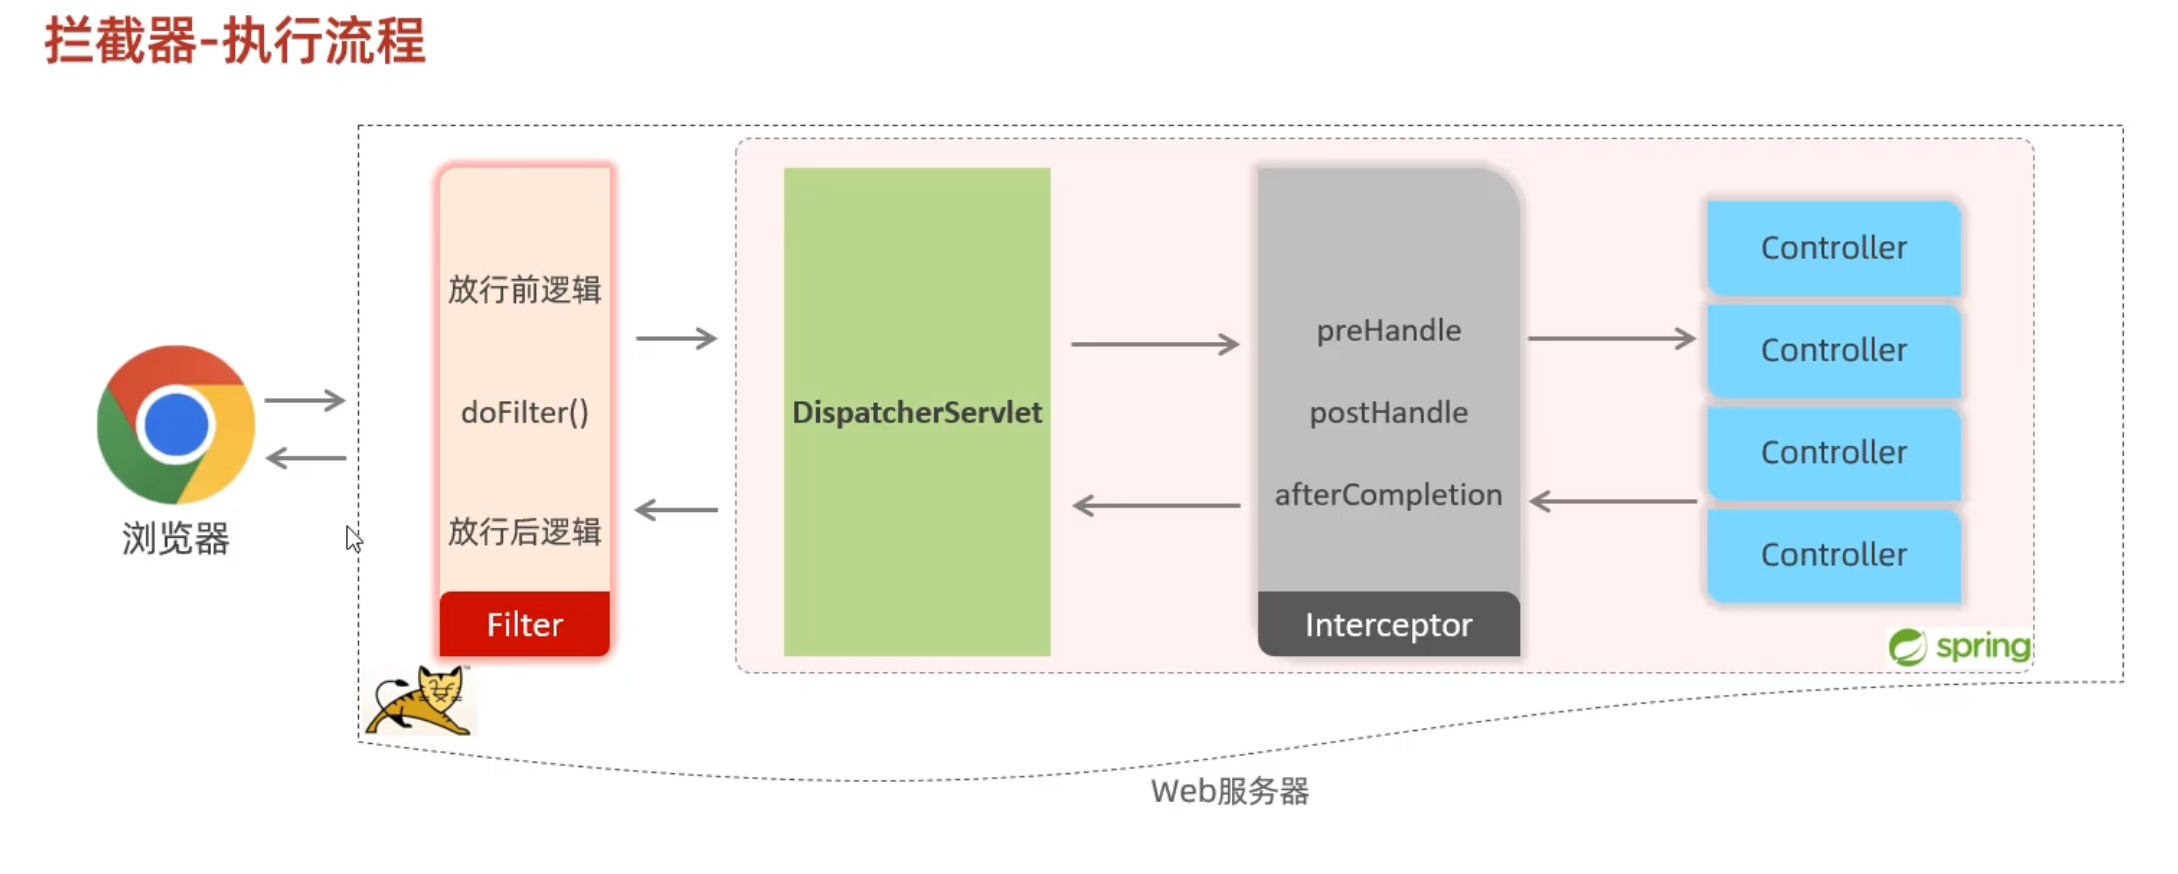 拦截器-执行流程
浏览器
放行前逻辑
doFilter()
放行后逻辑
Filter
DispatcherServlet
preHandle
postHandle
afterCompletion
Interceptor
Controller
Controller
Controller
Controller
spring
Web服务器